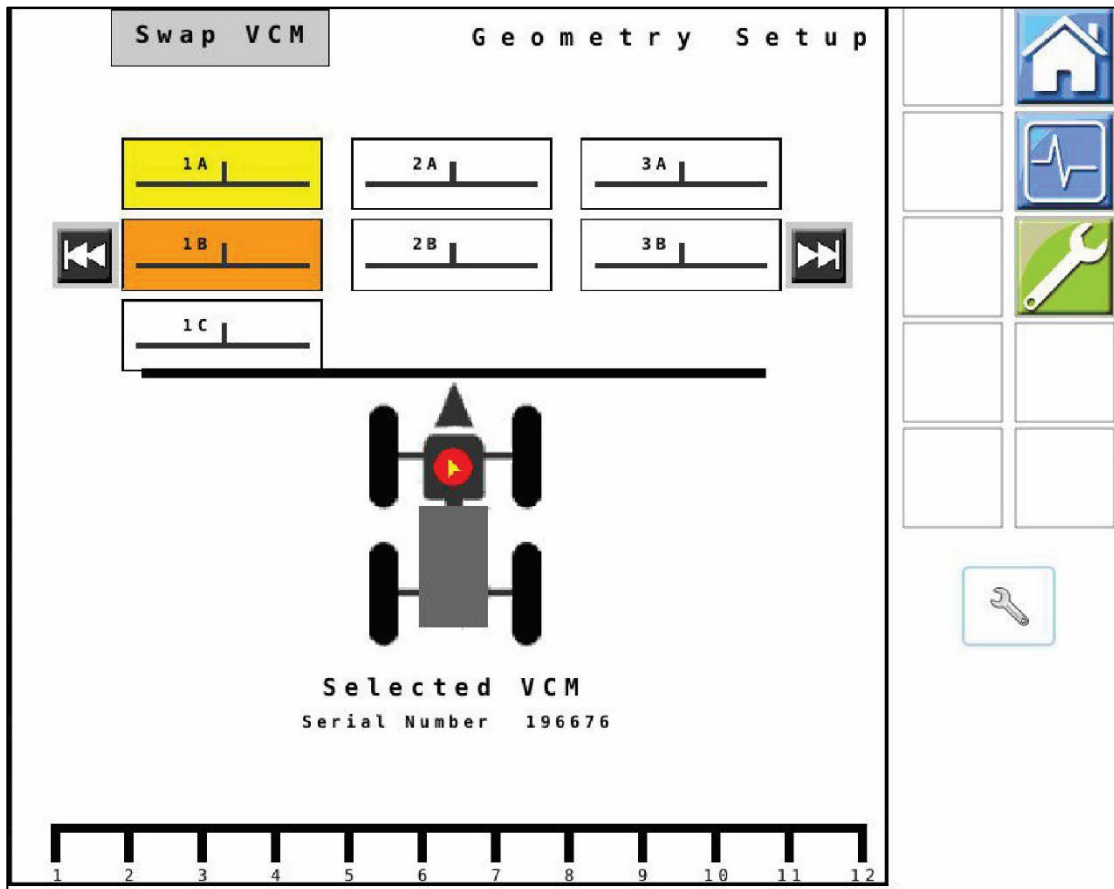 Swap VCM Geometry Setup
1A 2A 3A
1B 2B 3B
1C
Selected VCM
Serial Number 196676
1 2 3 4 5 6 7 8 9 10 11 12